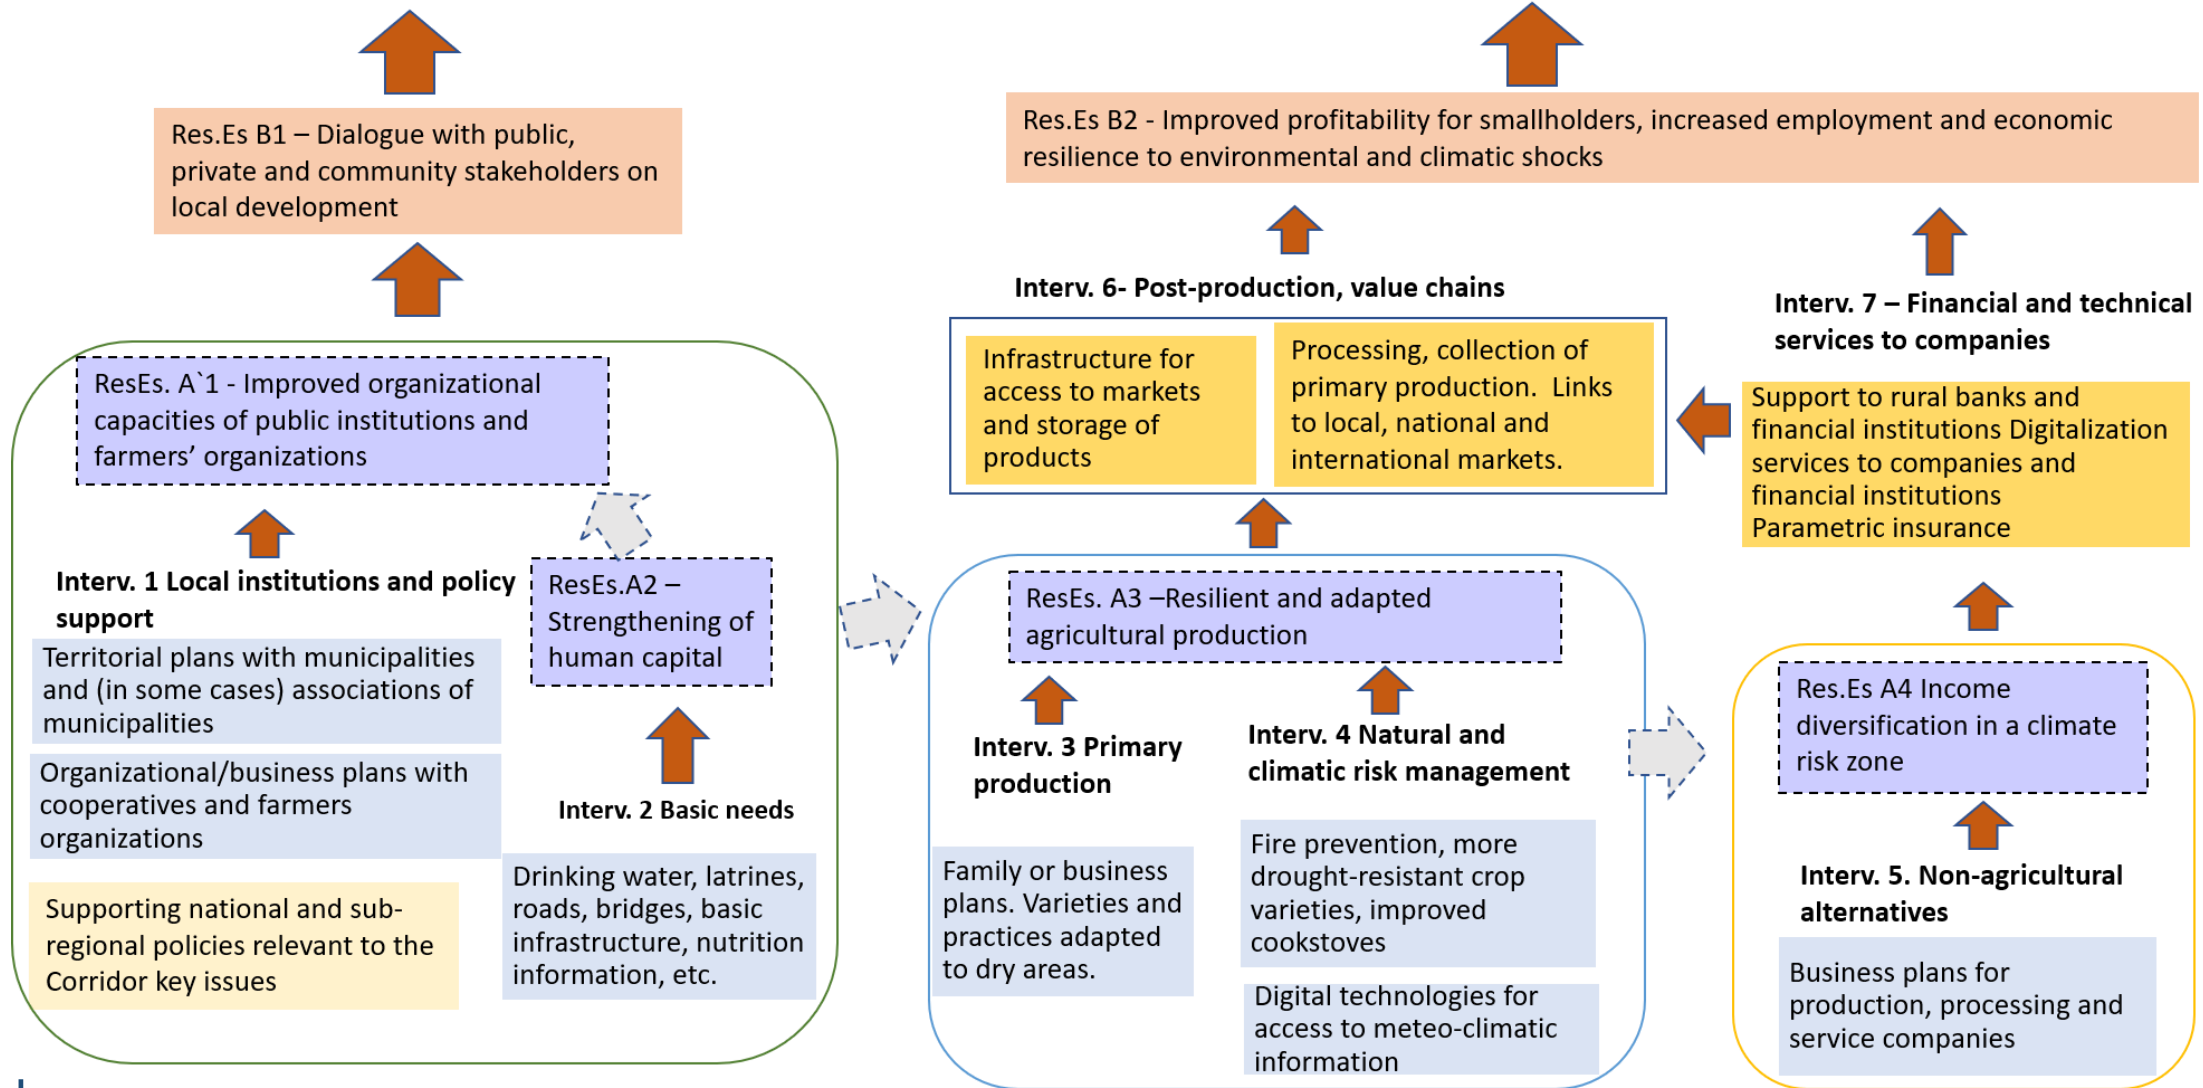 Res.Es B1 – Dialogue with public,
private and community stakeholders on
local development
Res.Es B2 - Improved profitability for smallholders, increased employment and economic
resilience to environmental and climatic shocks
ResEs. A`1 - Improved organizational
capacities of public institutions and
farmers’ organizations
Interv. 1 Local institutions and policy
support
Territorial plans with municipalities
and (in some cases) associations of
municipalities
Organizational/business plans with
cooperatives and farmers
organizations
Supporting national and sub-
regional policies relevant to the
Corridor key issues
ResEs.A2 –
Strengthening of
human capital
Interv. 2 Basic needs
Drinking water, latrines,
roads, bridges, basic
infrastructure, nutrition
information, etc.
Interv. 6- Post-production, value chains
Infrastructure for
access to markets
and storage of
products
Processing, collection of
primary production.  Links
to local, national and
international markets.
ResEs. A3 –Resilient and adapted
agricultural production
Interv. 3 Primary
production
Family or business
plans. Varieties and
practices adapted
to dry areas.
Interv. 4 Natural and
climatic risk management
Fire prevention, more
drought-resistant crop
varieties, improved
cookstoves
Digital technologies for
access to meteo-climatic
information
Interv. 7 – Financial and technical
services to companies
Support to rural banks and
financial institutions Digitalization
services to companies and
financial institutions
Parametric insurance
Res.Es A4 Income
diversification in a climate
risk zone
Interv. 5. Non-agricultural
alternatives
Business plans for
production, processing and
service companies